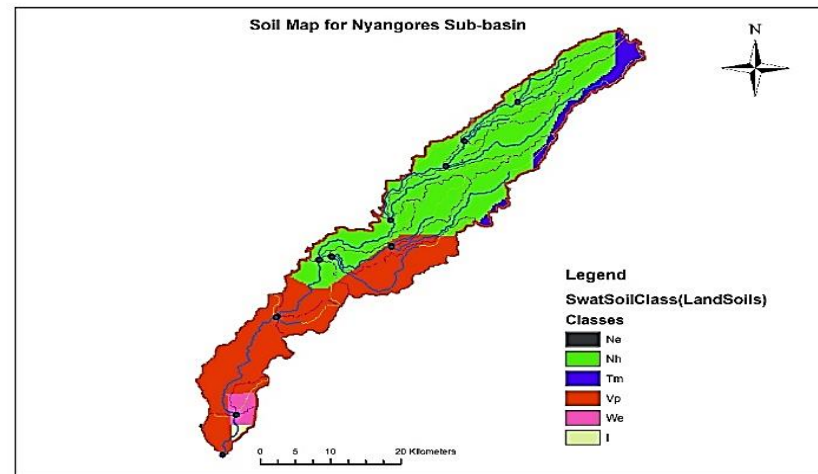 Soil Map for Nyangores Sub-basin
N
Legend
SwatSoilClass(LandSoils)
Classes
Ne
Nh
Tm
Vp
We
I
0 5 10 20 Kilometers